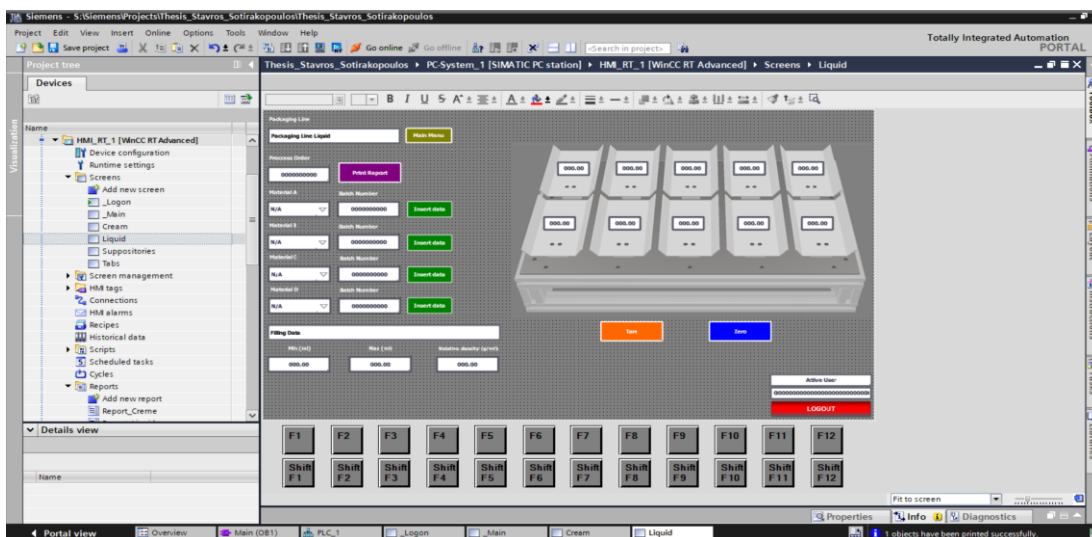 Siemens - S:\Siemens\Projects\Thesis_Stavros_Sotirakopoulos\Thesis_Stavros_Sotirakopoulos
Project Edit View Insert Online Options Tools Window Help
Totally Integrated Automation
PORTAL
Save project Go online Go offline <Search in project>
Project tree
Thesis_Stavros_Sotirakopoulos PC-System_1 [SIMATIC PC station] HMI_RT_1 [WinCC RT Advanced] Screens Liquid
Devices
B I U S A
Visualization
Name
HMI_RT_1 [WinCC RT Advanced]
Device configuration
Runtime settings
Screens
Add new screen
_Logon
_Main
Cream
Liquid
Suppositories
Tabs
Screen management
HMI tags
Connections
HMI alarms
Recipes
Historical data
Scripts
Scheduled tasks
Cycles
Reports
Add new report
Report_Creme
Details view
Name
Packaging Line
Packaging Line Liquid Main Menu
Process Order
0000000000 Print Report
Material A Batch Number
N/A 0000000000 Insert data
Batch Number
N/A 0000000000 Insert data
Material C Batch Number
N/A 0000000000 Insert data
Material D Batch Number
N/A 0000000000 Insert data
Filling Data
Min (ml) Max (ml) Relative density (g/ml)
000.00 000.00 000.00
000.00 000.00 000.00 000.00 000.00
000.00 000.00 000.00 000.00 000.00
Tare Zero
Active User
LOGOUT
F1 F2 F3 F4 F5 F6 F7 F8 F9 F10 F11 F12
Shift F1 Shift F2 Shift F3 Shift F4 Shift F5 Shift F6 Shift F7 Shift F8 Shift F9 Shift F10 Shift F11 Shift F12
Fit to screen
Properties Info Diagnostics
Portal view Overview Main (OB1) PLC_1 _Logon _Main Cream Liquid 1 objects have been printed successfully.